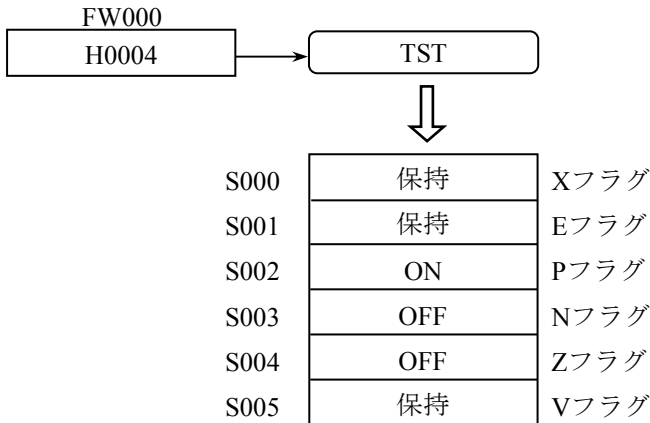 FW000
H0004 TST
S000 保持 Xフラグ
S001 保持 Eフラグ
S002 ON Pフラグ
S003 OFF Nフラグ
S004 OFF Zフラグ
S005 保持 Vフラグ